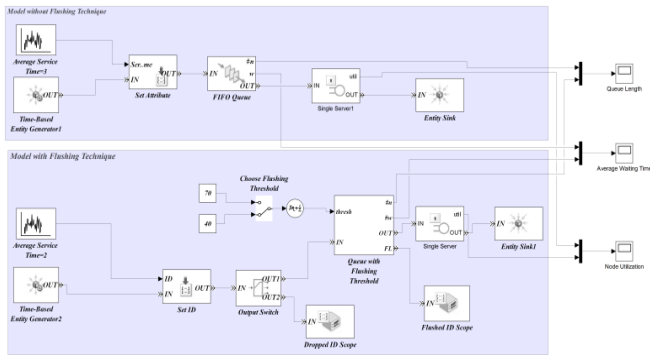 Model without Flushing Technique
Average Service
Time=3
Time-Based
Entity Generator1
OUT
Ser...me
IN
OUT
Set Attribute
IN
#n
w
OUT
FIFO Queue
IN
util
OUT
Single Server1
IN
Entity Sink
Queue Length
Average Waiting Time
Node Utilization
Model with Flushing Technique
Average Service
Time=2
Time-Based
Entity Generator2
OUT
ID
IN
OUT
Set ID
IN
OUT1
OUT2
Output Switch
IN
Dropped ID Scope
70
40
Choose Flushing
Threshold
thresh
IN
#n
#w
OUT
FL
Queue with
Flushing
Threshold
IN
util
OUT
Single Server
IN
Entity Sink1
IN
Flushed ID Scope